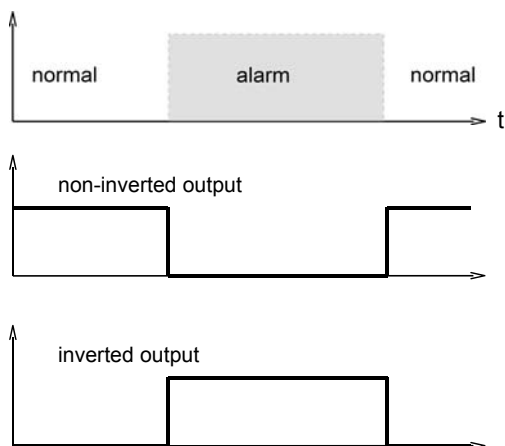 normal alarm normal
t
non-inverted output
inverted output